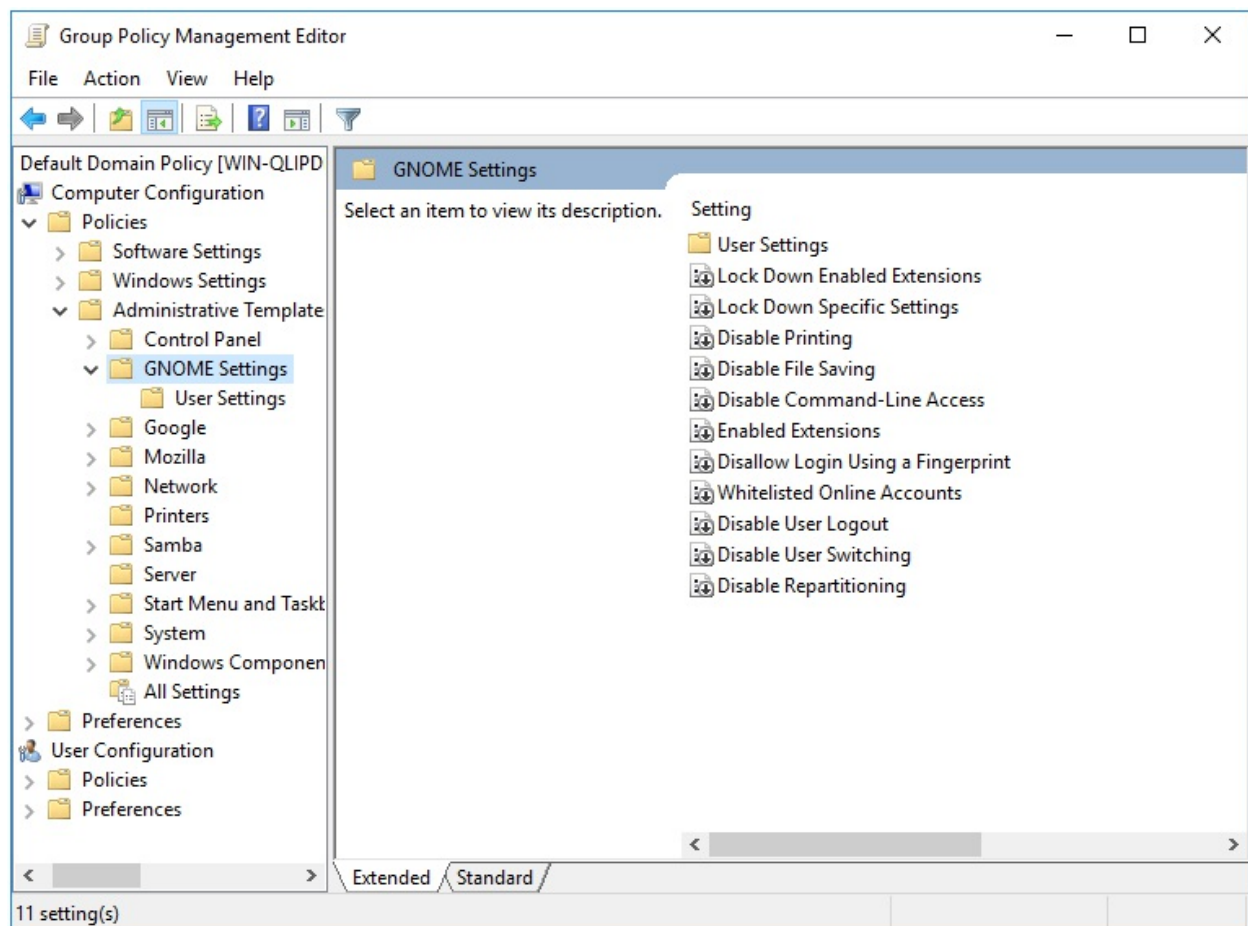 Group Policy Management Editor
File Action View Help
Default Domain Policy [WIN-QLIPD
Computer Configuration
Policies
Software Settings
Windows Settings
Administrative Template
Control Panel
GNOME Settings
User Settings
Google
Mozilla
Network
Printers
Samba
Server
Start Menu and Taskb
System
Windows Componen
All Settings
Preferences
User Configuration
Policies
Preferences
GNOME Settings
Select an item to view its description.
Setting
User Settings
Lock Down Enabled Extensions
Lock Down Specific Settings
Disable Printing
Disable File Saving
Disable Command-Line Access
Enabled Extensions
Disallow Login Using a Fingerprint
Whitelisted Online Accounts
Disable User Logout
Disable User Switching
Disable Repartitioning
Extended Standard
11 setting(s)